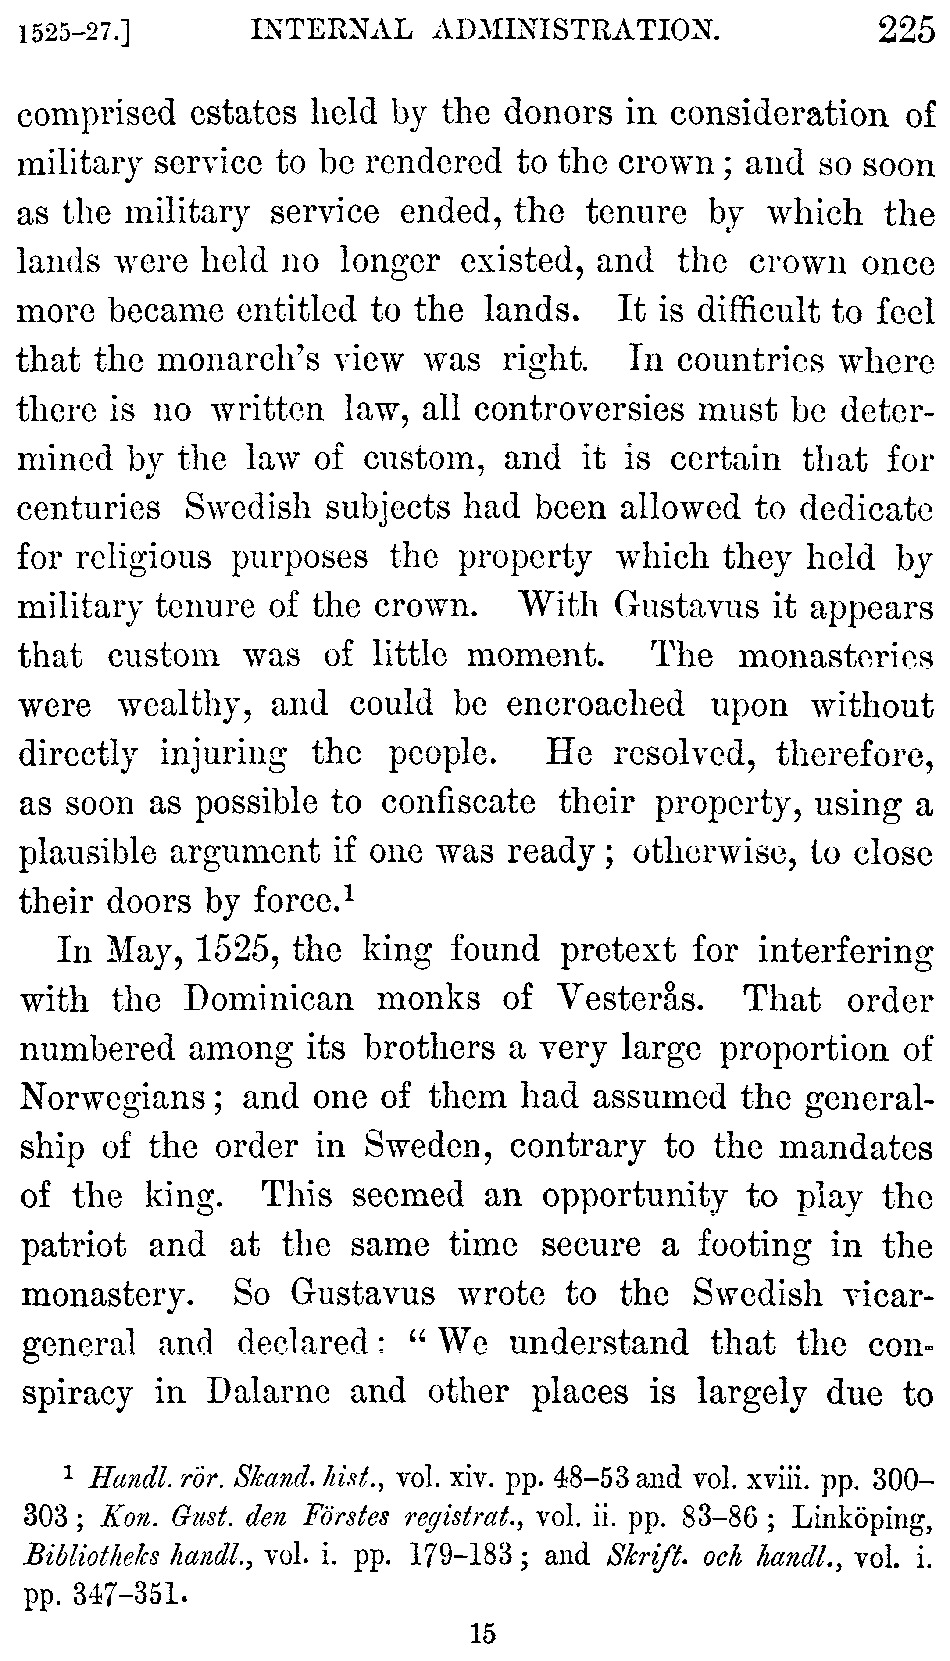 1525–27.] INTERNAL ADMINISTRATION. 225
comprised estates held by the donors in consideration of
military service to be rendered to the crown; and so soon
as the military service ended, the tenure by which the
lands were held no longer existed, and the crown once
more became entitled to the lands. It is difficult to feel
that the monarch's view was right. In countries where
there is no written law, all controversies must be deter-
mined by the law of custom, and it is certain that for
centuries Swedish subjects had been allowed to dedicate
for religious purposes the property which they held by
military tenure of the crown. With Gustavus it appears
that custom was of little moment. The monasteries
were wealthy, and could be encroached upon without
directly injuring the people. He resolved, therefore,
as soon as possible to confiscate their property, using a
plausible argument if one was ready; otherwise, to close
their doors by force.¹
In May, 1525, the king found pretext for interfering
with the Dominican monks of Vesterås. That order
numbered among its brothers a very large proportion of
Norwegians; and one of them had assumed the general-
ship of the order in Sweden, contrary to the mandates
of the king. This seemed an opportunity to play the
patriot and at the same time secure a footing in the
monastery. So Gustavus wrote to the Swedish vicar-
general and declared: "We understand that the con-
spiracy in Dalarne and other places is largely due to
¹ Handl. rör. Skand. hist., vol. xiv. pp. 48–53 and vol. xviii. pp. 300–
303; Kon. Gust. den Förstes registrat., vol. ii. pp. 83–86; Linköping,
Bibliotheks handl., vol. i. pp. 179–183; and Skrift. och handl., vol. i.
pp. 347–351.
15